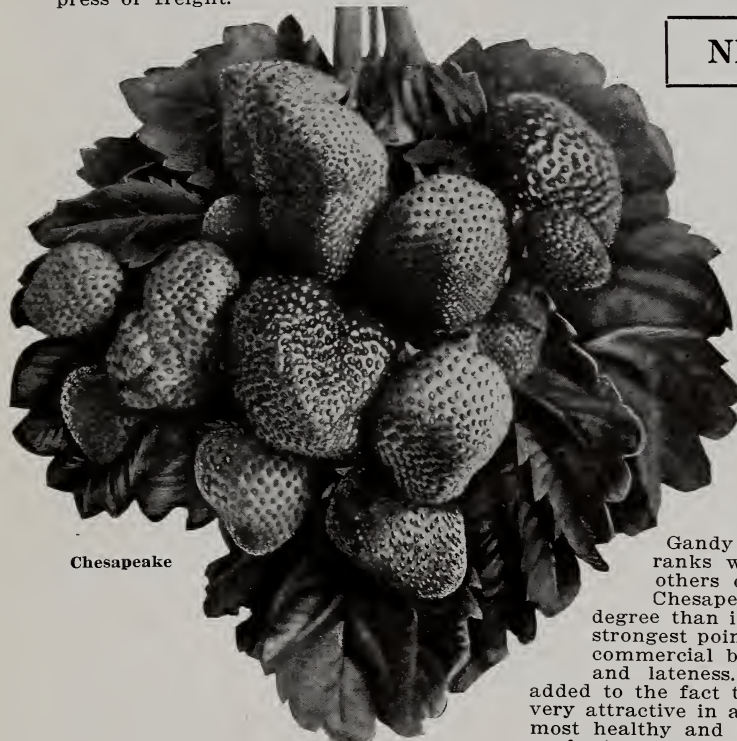 press or freight.
Chesapeake
Gandy
ranks
others
Chesape
degree than i
strongest poin
commercial b
and lateness.
added to the fact t
very attractive in a
most healthy and